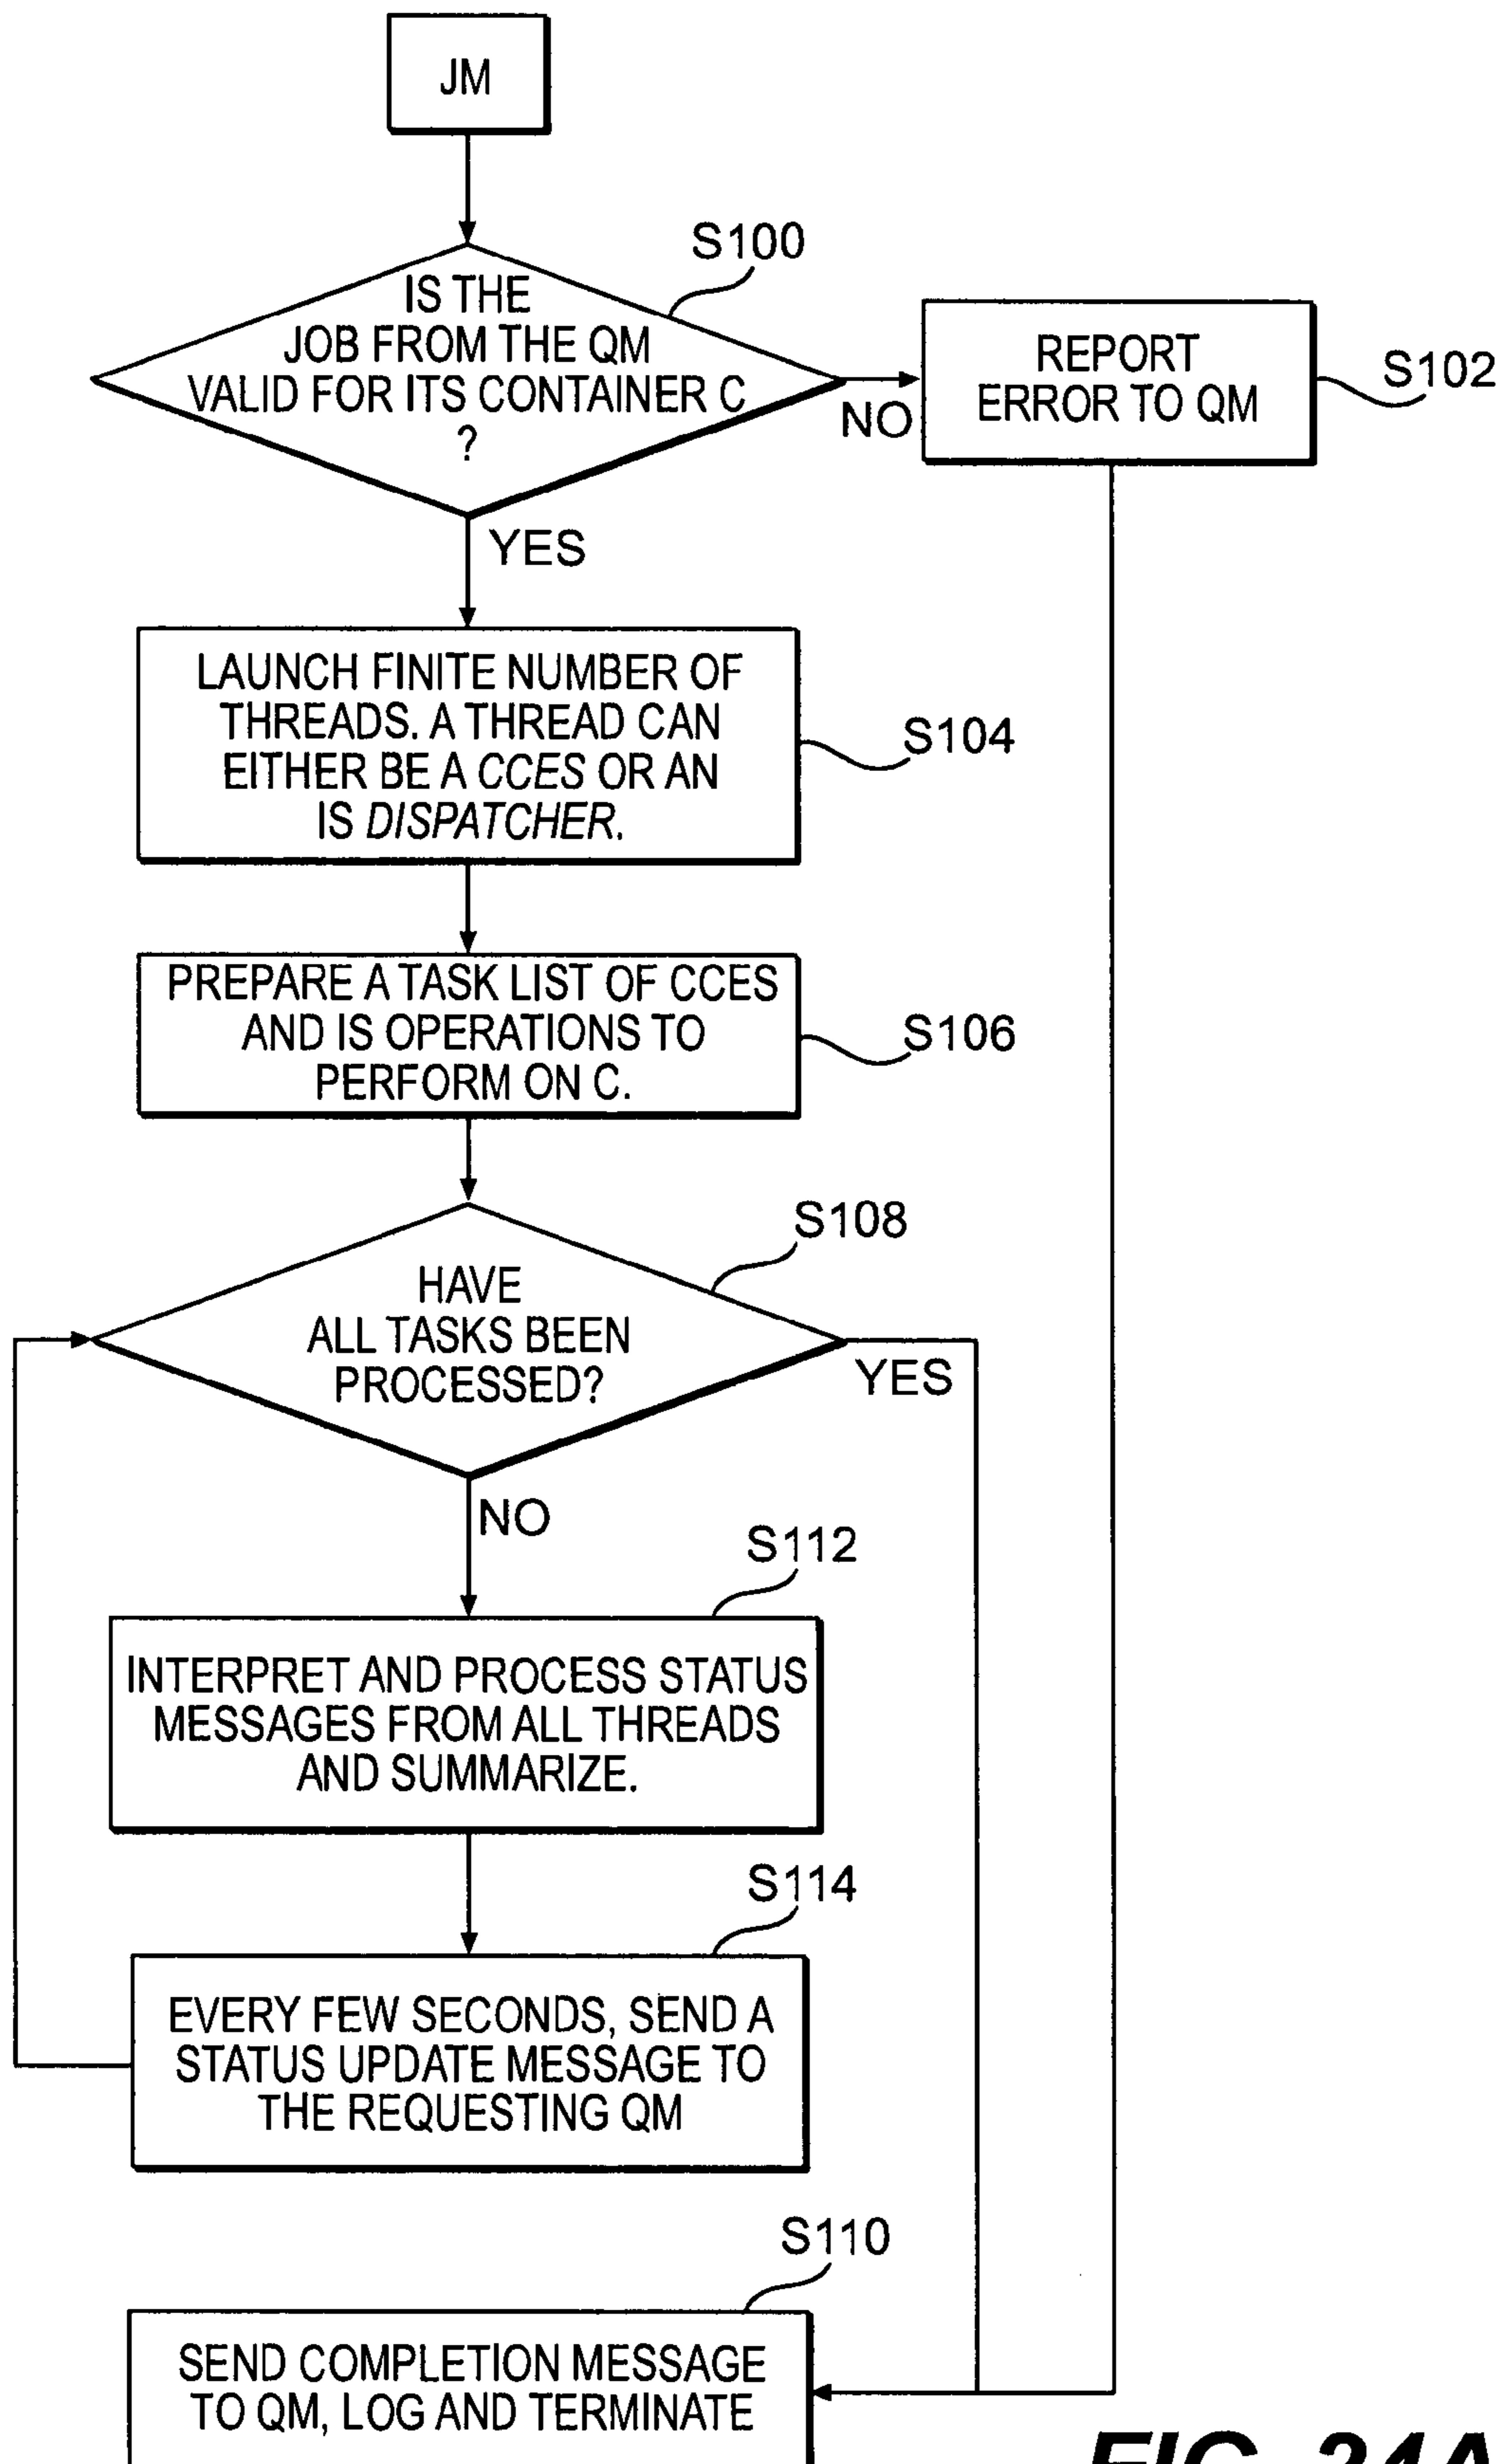 JM
S100
IS THE
JOB FROM THE QM
VALID FOR ITS CONTAINER C
?
NO
REPORT
ERROR TO QM
S102
YES
LAUNCH FINITE NUMBER OF
THREADS. A THREAD CAN
EITHER BE A CCES OR AN
IS DISPATCHER.
S104
PREPARE A TASK LIST OF CCES
AND IS OPERATIONS TO
PERFORM ON C.
S106
S108
HAVE
ALL TASKS BEEN
PROCESSED?
YES
NO
S112
INTERPRET AND PROCESS STATUS
MESSAGES FROM ALL THREADS
AND SUMMARIZE.
S114
EVERY FEW SECONDS, SEND A
STATUS UPDATE MESSAGE TO
THE REQUESTING QM
S110
SEND COMPLETION MESSAGE
TO QM, LOG AND TERMINATE
FIG. 24A